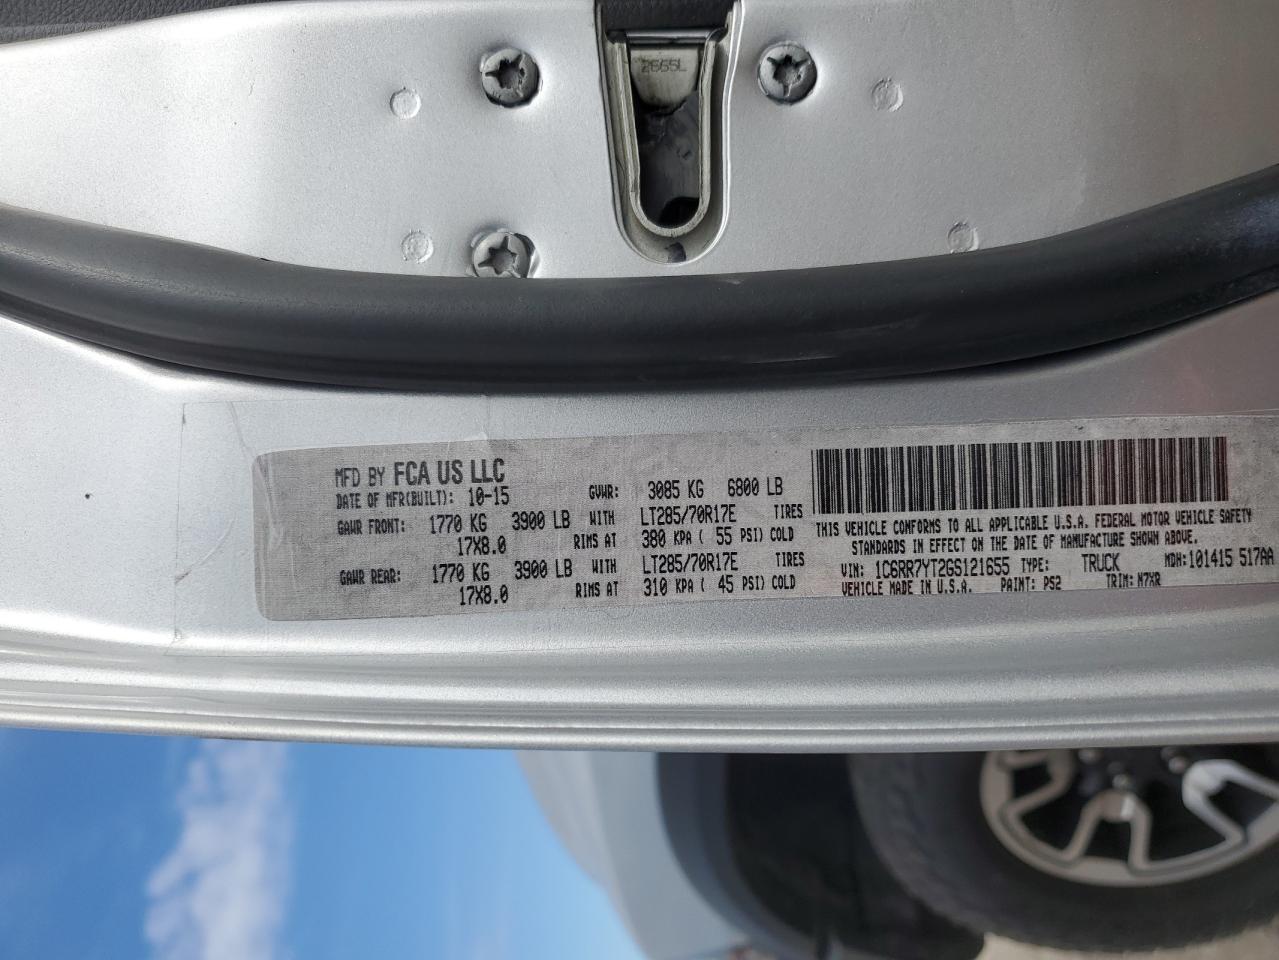 2665L
MFD BY FCA US LLC
DATE OF MFR(BUILT): 10-15 GVWR: 3085 KG 6800 LB
GAWR FRONT: 1770 KG 3900 LB WITH LT285/70R17E TIRES
17X8.0 RIMS AT 380 KPA ( 55 PSI) COLD
GAWR REAR: 1770 KG 3900 LB WITH LT285/70R17E TIRES
17X8.0 RIMS AT 310 KPA ( 45 PSI) COLD
THIS VEHICLE CONFORMS TO ALL APPLICABLE U.S.A. FEDERAL MOTOR VEHICLE SAFETY
STANDARDS IN EFFECT ON THE DATE OF MANUFACTURE SHOWN ABOVE.
VIN: 1C6RR7YT2GS121655 TYPE: TRUCK MDH:101415 517AA
VEHICLE MADE IN U.S.A. PAINT: PS2 TRIM: M7XR